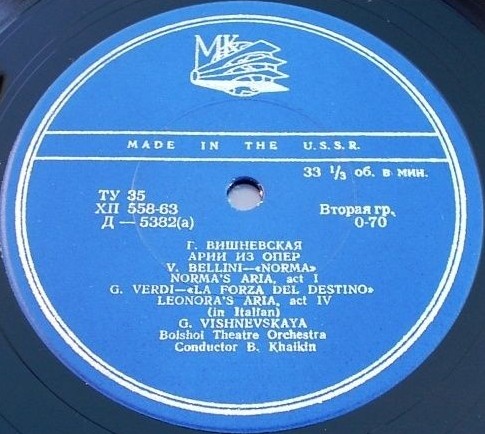 МК
MADE IN THE U.S.S.R.
33 1/3 об. в мин.
ТУ 35
ХП 558-63
Д — 5382(а)
Вторая гр.
0-70
Г. ВИШНЕВСКАЯ
АРИИ ИЗ ОПЕР
V. BELLINI—«NORMA»
NORMA'S ARIA, act I
G. VERDI—«LA FORZA DEL DESTINO»
LEONORA'S ARIA, act IV
(in Italian)
G. VISHNEVSKAYA
Bolshoi Theatre Orchestra
Conductor B. Khaikin